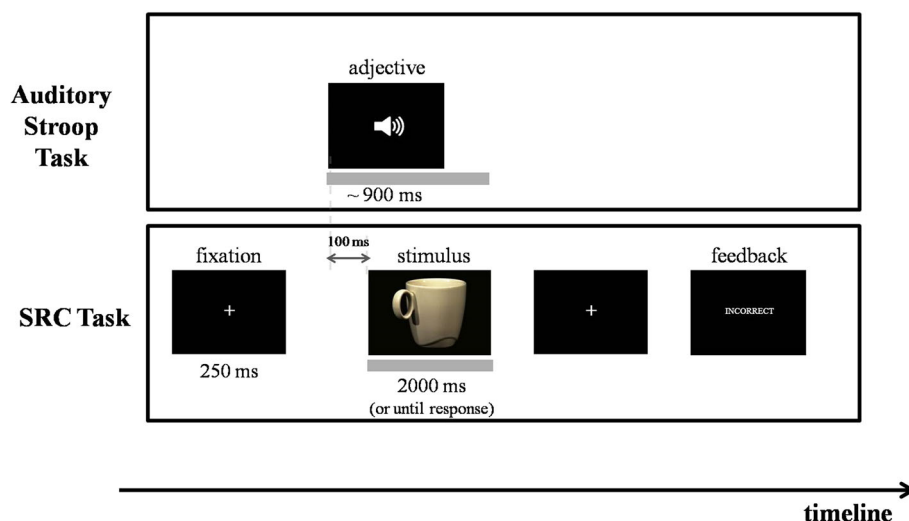 Auditory
Stroop
Task
adjective
~ 900 ms
100 ms
SRC Task
fixation
+
250 ms
stimulus
2000 ms
(or until response)
+
feedback
INCORRECT
timeline